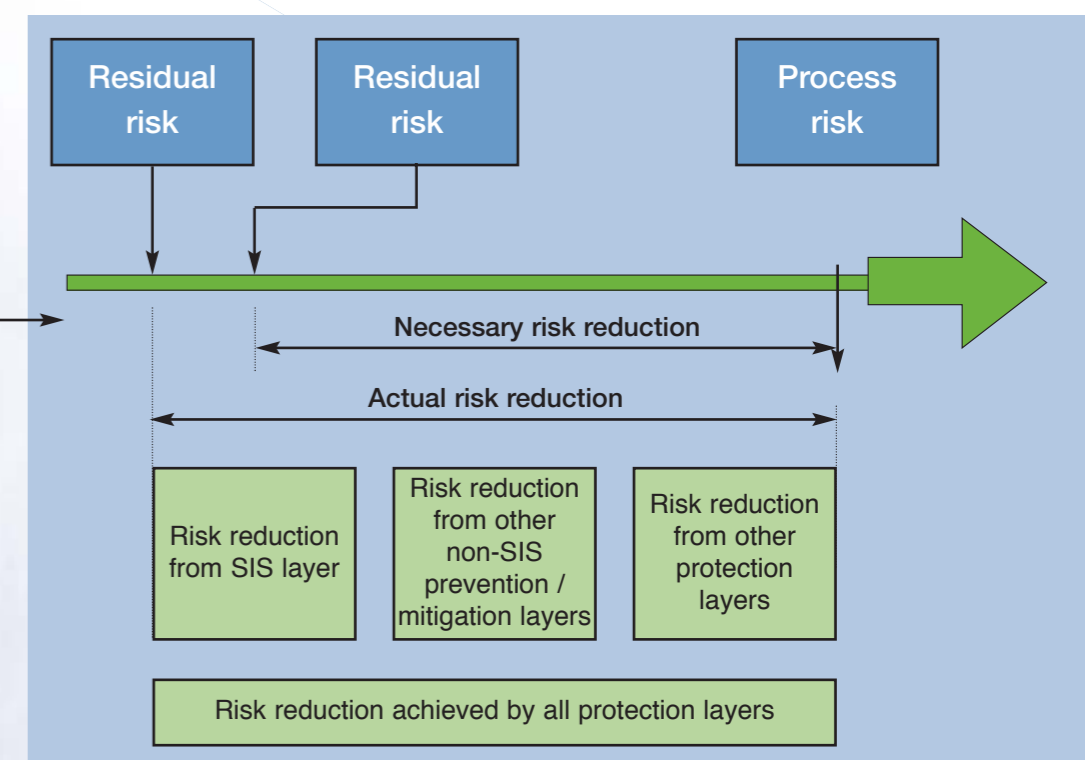 Residual
risk
Residual
risk
Process
risk
Necessary risk reduction
Actual risk reduction
Risk reduction
from SIS layer
Risk reduction
from other
non-SIS
prevention /
mitigation layers
Risk reduction
from other
protection
layers
Risk reduction achieved by all protection layers